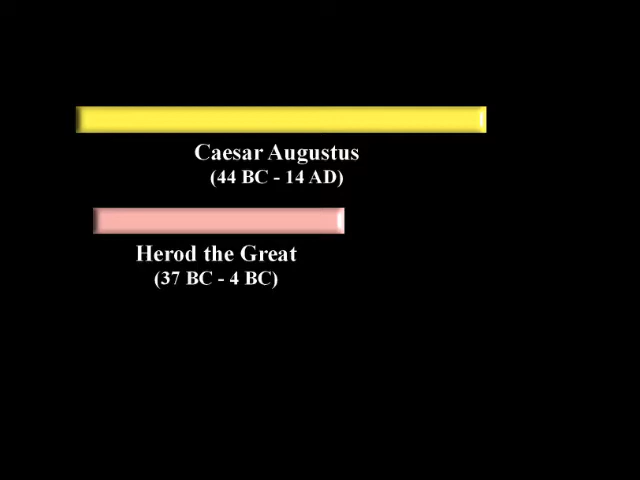 Caesar Augustus
(44 BC - 14 AD)
Herod the Great
(37 BC - 4 BC)